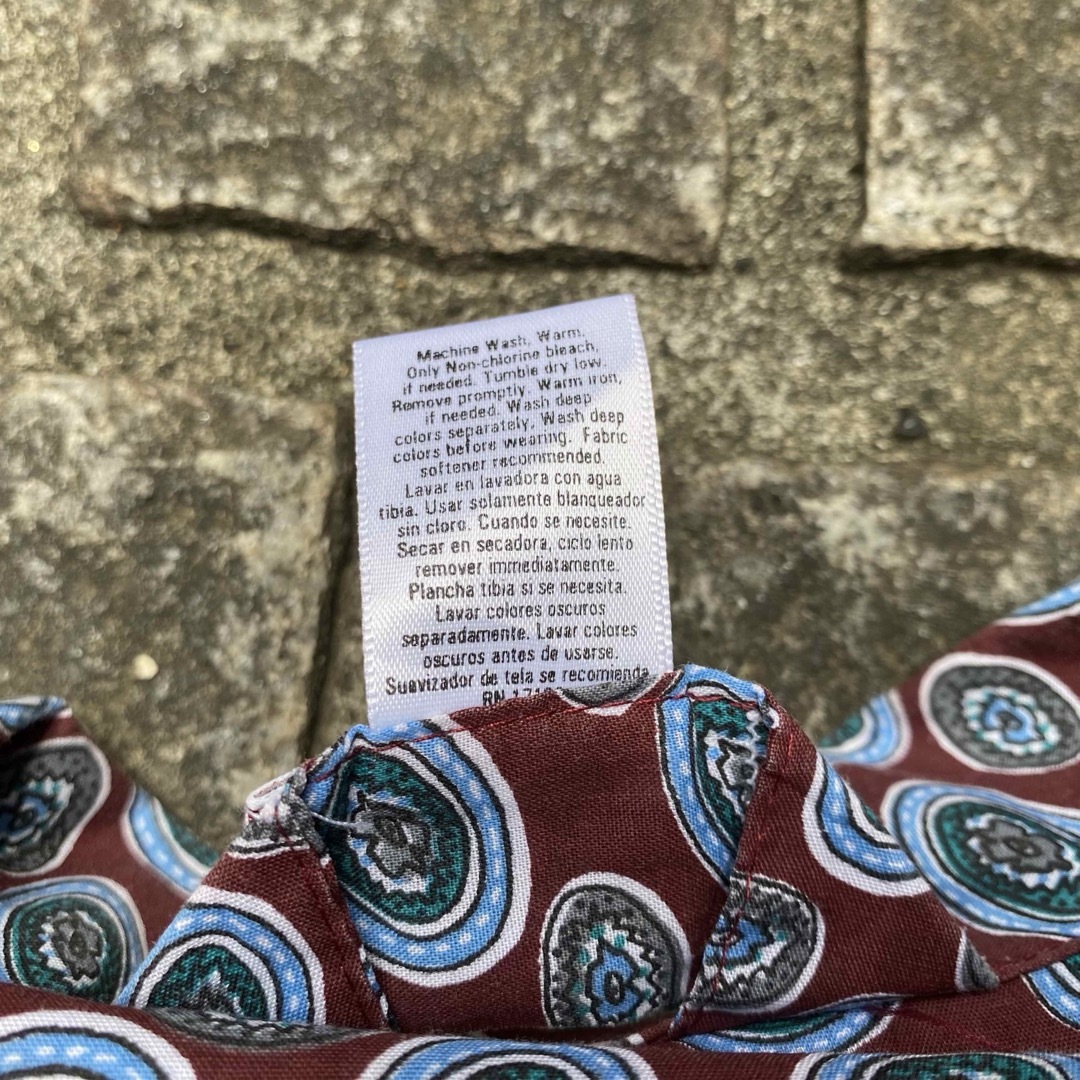 Machine Wash, Warm.
Only Non-chlorine bleach,
if needed. Tumble dry low.
Remove promptly. Warm iron,
if needed. Wash deep
colors separately, Wash deep
colors before wearing. Fabric
softener recommended.
Lavar en lavadora con agua
tibia. Usar solamente blanqueador
sin cloro. Cuando se necesite.
Secar en secadora, ciclo lento
remover immediatamente.
Plancha tibia si se necesita.
Lavar colores oscuros
separadamente. Lavar colores
oscuros antes de usarse.
Suavizador de tela se recomienda
RN